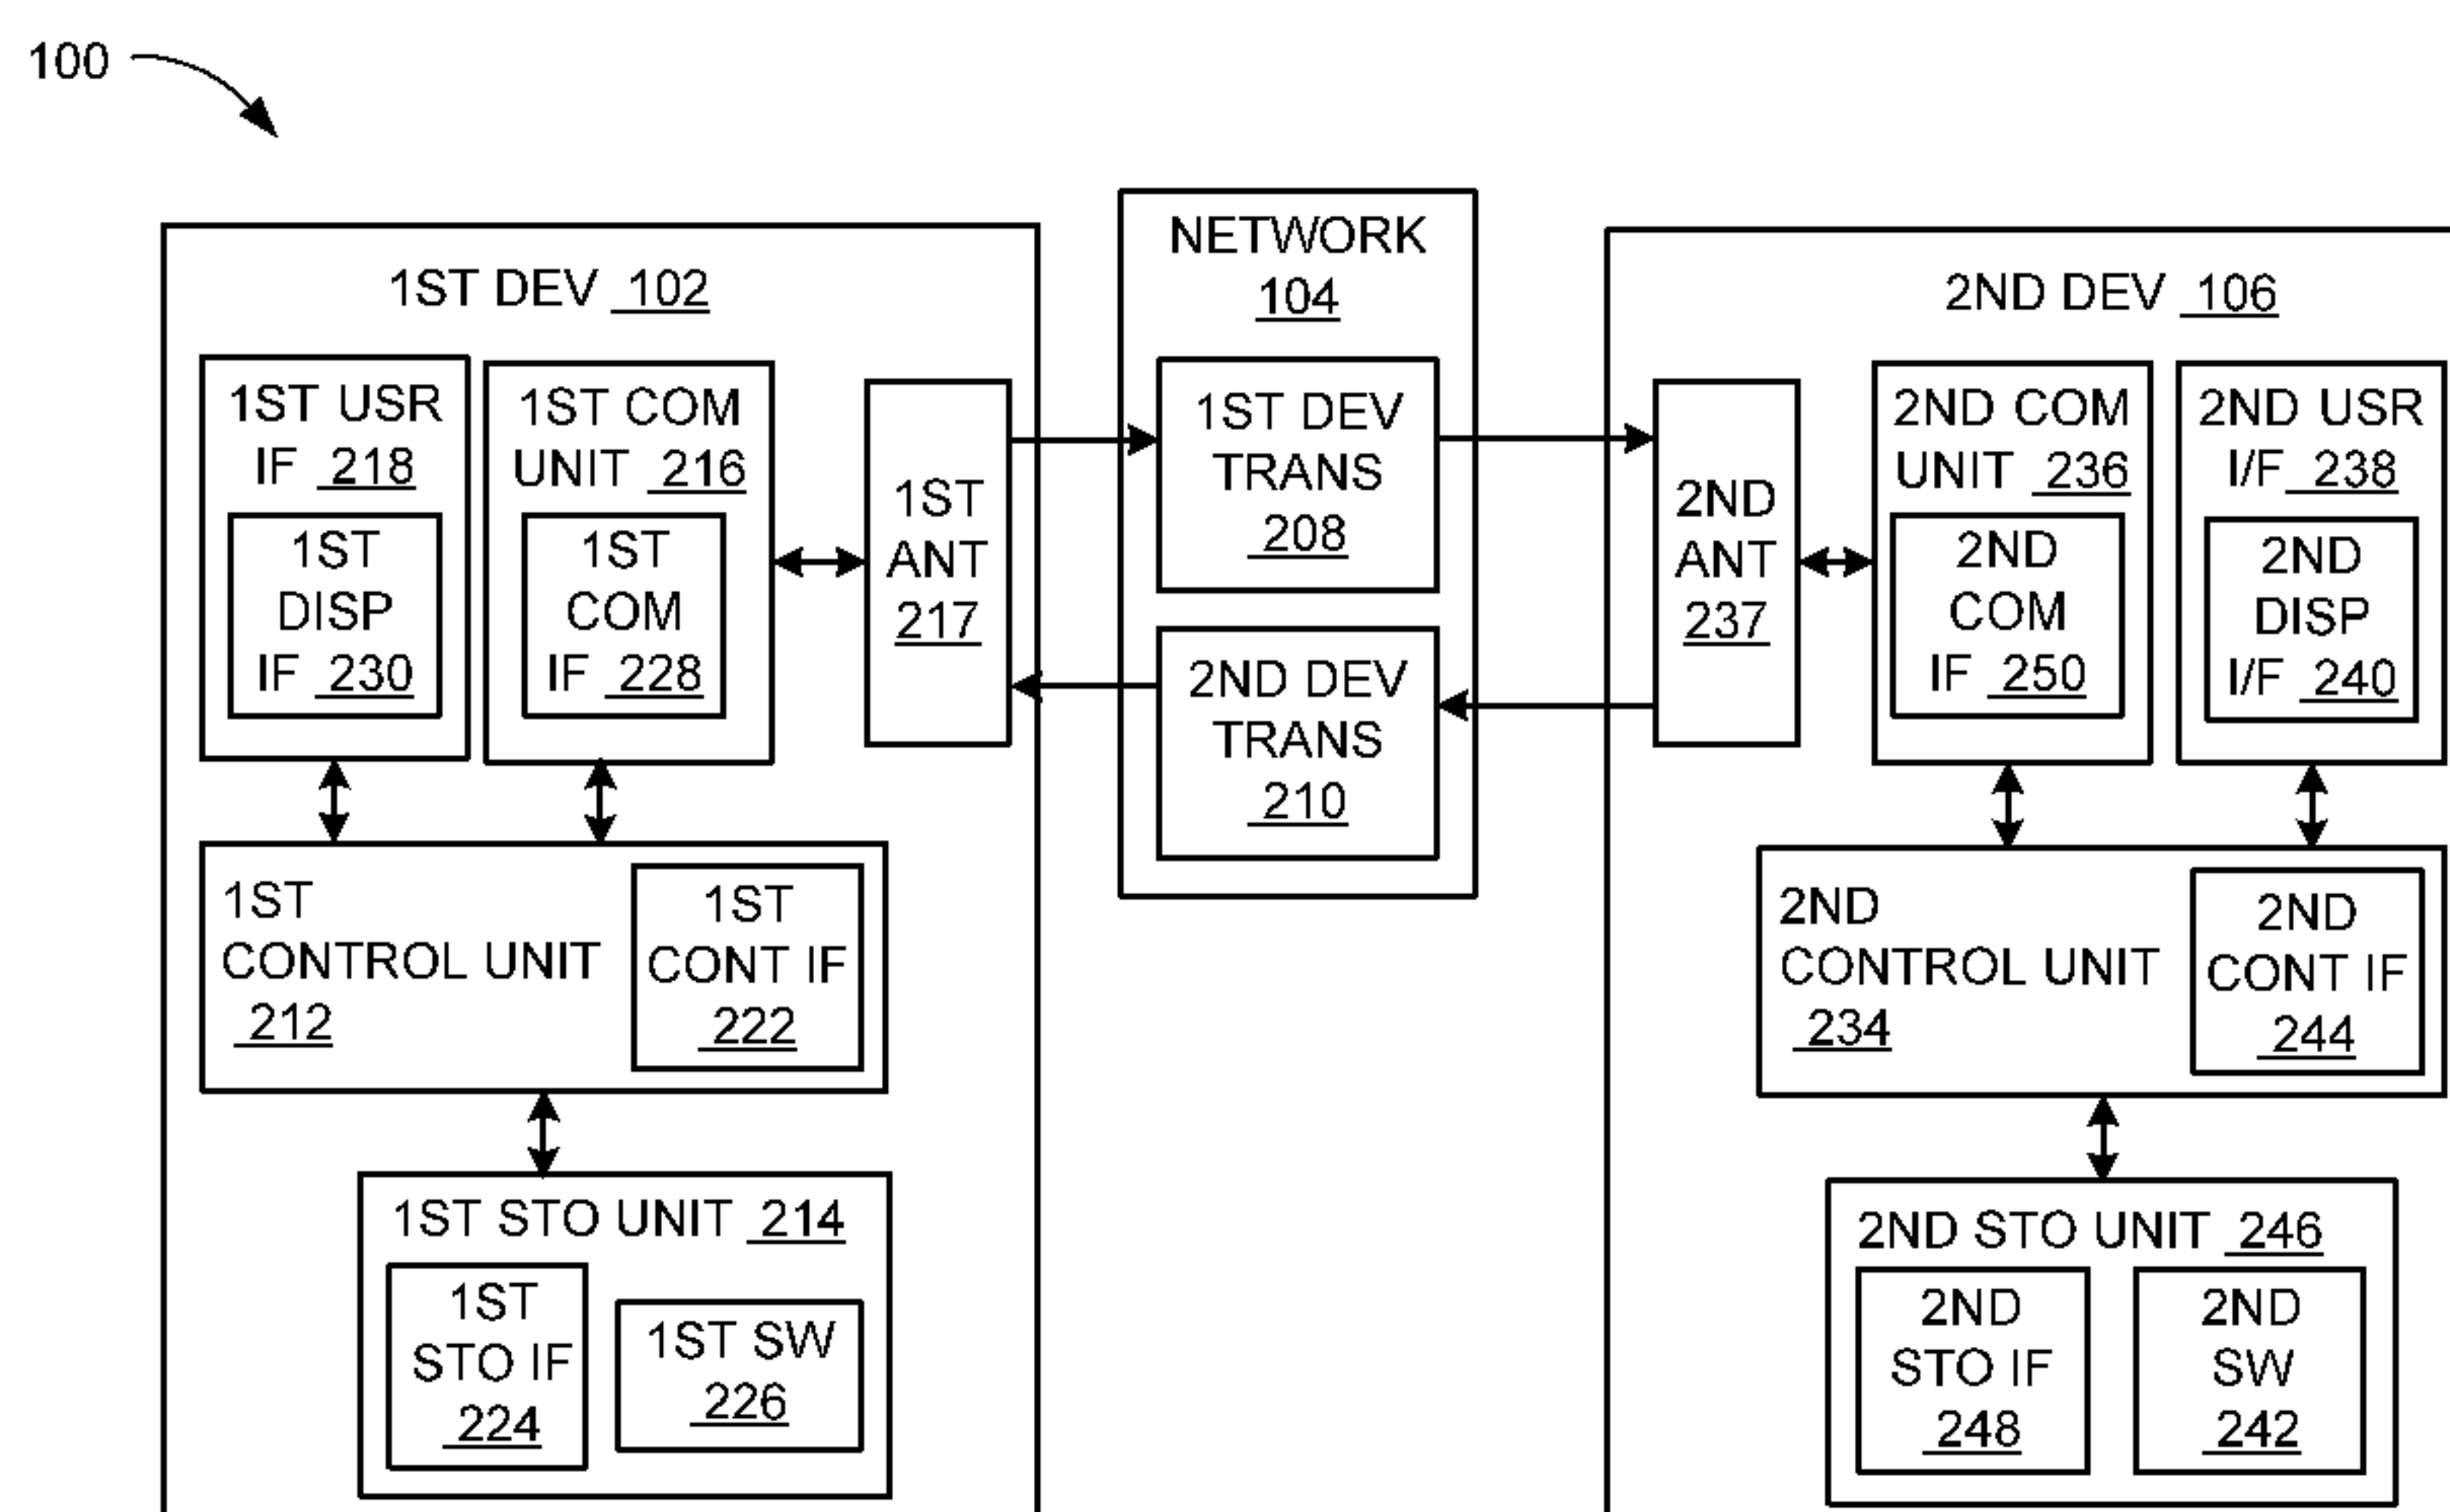 100
1ST DEV 102
1ST USR
IF 218
1ST
DISP
IF 230
1ST COM
UNIT 216
1ST
COM
IF 228
1ST
ANT
217
1ST
CONTROL UNIT
212
1ST
CONT IF
222
1ST STO UNIT 214
1ST
STO IF
224
1ST SW
226
NETWORK
104
1ST DEV
TRANS
208
2ND DEV
TRANS
210
2ND DEV 106
2ND
ANT
237
2ND COM
UNIT 236
2ND
COM
IF 250
2ND USR
I/F 238
2ND
DISP
I/F 240
2ND
CONTROL UNIT
234
2ND
CONT IF
244
2ND STO UNIT 246
2ND
STO IF
248
2ND
SW
242